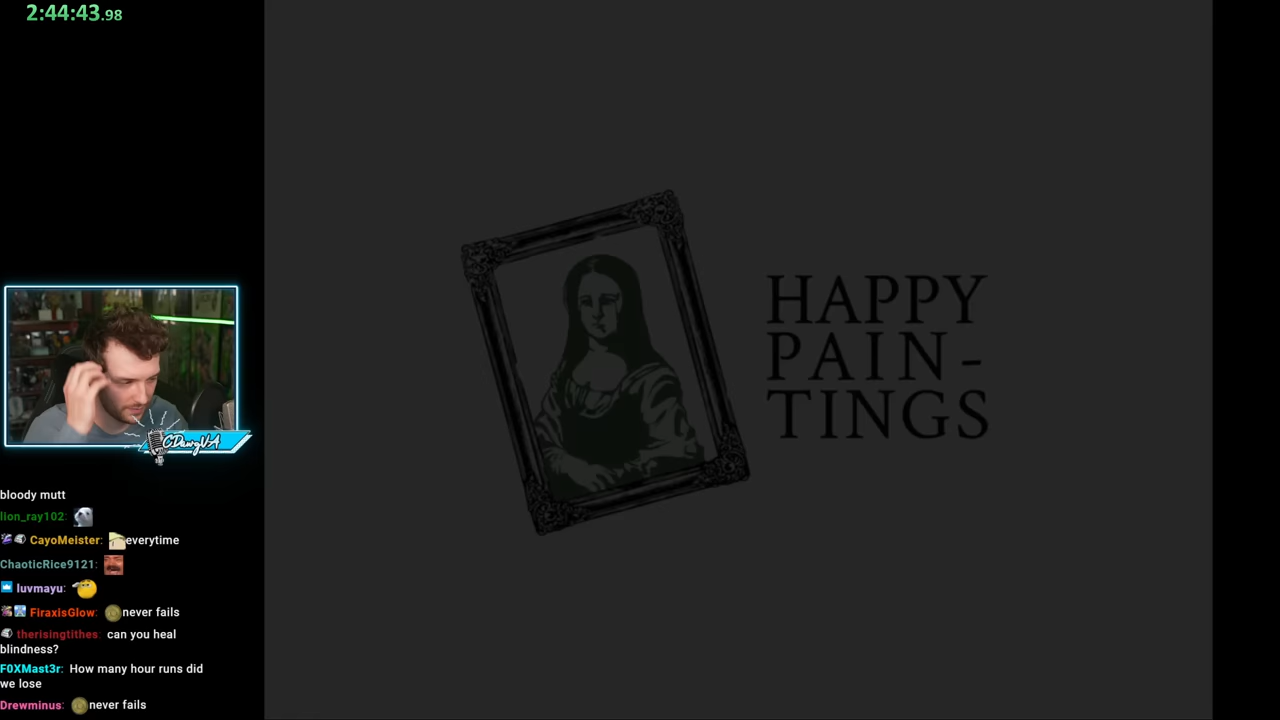 2:44:43.98
HAPPY
PAIN-
TINGS
CDawgVA
bloody mutt
lion_ray102:
CayoMeister: everytime
ChaoticRice9121:
luvmayu:
FiraxisGlow: never fails
therisingtithes: can you heal
blindness?
F0XMast3r: How many hour runs did
we lose
Drewminus: never fails